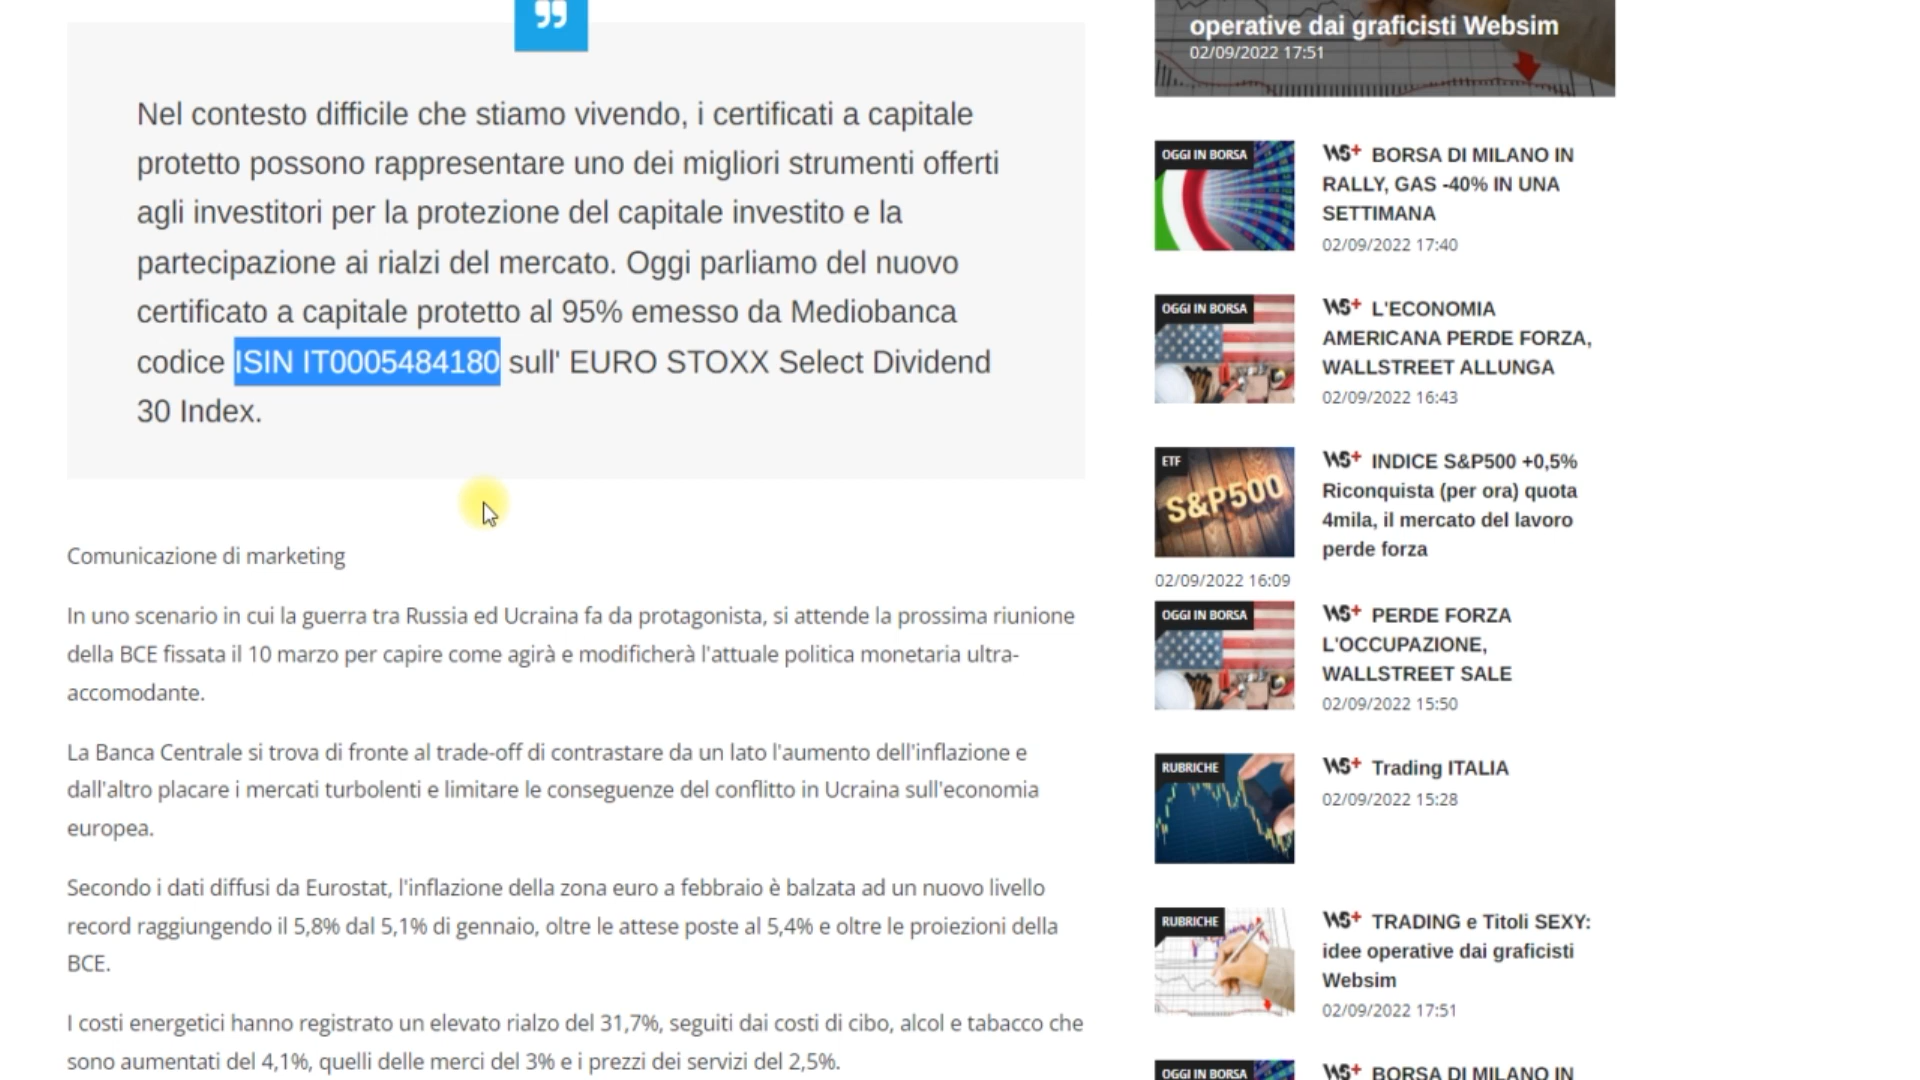 Nel contesto difficile che stiamo vivendo, i certificati a capitale
protetto possono rappresentare uno dei migliori strumenti offerti
agli investitori per la protezione del capitale investito e la
partecipazione ai rialzi del mercato. Oggi parliamo del nuovo
certificato a capitale protetto al 95% emesso da Mediobanca
codice ISIN IT0005484180 sull' EURO STOXX Select Dividend
30 Index.
Comunicazione di marketing
In uno scenario in cui la guerra tra Russia ed Ucraina fa da protagonista, si attende la prossima riunione
della BCE fissata il 10 marzo per capire come agirà e modificherà l'attuale politica monetaria ultra-
accomodante.
La Banca Centrale si trova di fronte al trade-off di contrastare da un lato l'aumento dell'inflazione e
dall'altro placare i mercati turbolenti e limitare le conseguenze del conflitto in Ucraina sull'economia
europea.
Secondo i dati diffusi da Eurostat, l'inflazione della zona euro a febbraio è balzata ad un nuovo livello
record raggiungendo il 5,8% dal 5,1% di gennaio, oltre le attese poste al 5,4% e oltre le proiezioni della
BCE.
I costi energetici hanno registrato un elevato rialzo del 31,7%, seguiti dai costi di cibo, alcol e tabacco che
sono aumentati del 4,1%, quelli delle merci del 3% e i prezzi dei servizi del 2,5%.
operative dai graficisti Websim
02/09/2022 17:51
OGGI IN BORSA
WS+ BORSA DI MILANO IN
RALLY, GAS -40% IN UNA
SETTIMANA
02/09/2022 17:40
OGGI IN BORSA
WS+ L'ECONOMIA
AMERICANA PERDE FORZA,
WALLSTREET ALLUNGA
02/09/2022 16:43
ETF
S&P500
WS+ INDICE S&P500 +0,5%
Riconquista (per ora) quota
4mila, il mercato del lavoro
perde forza
02/09/2022 16:09
OGGI IN BORSA
WS+ PERDE FORZA
L'OCCUPAZIONE,
WALLSTREET SALE
02/09/2022 15:50
RUBRICHE
WS+ Trading ITALIA
02/09/2022 15:28
RUBRICHE
WS+ TRADING e Titoli SEXY:
idee operative dai graficisti
Websim
02/09/2022 17:51
OGGI IN BORSA
WS+ BORSA DI MILANO IN